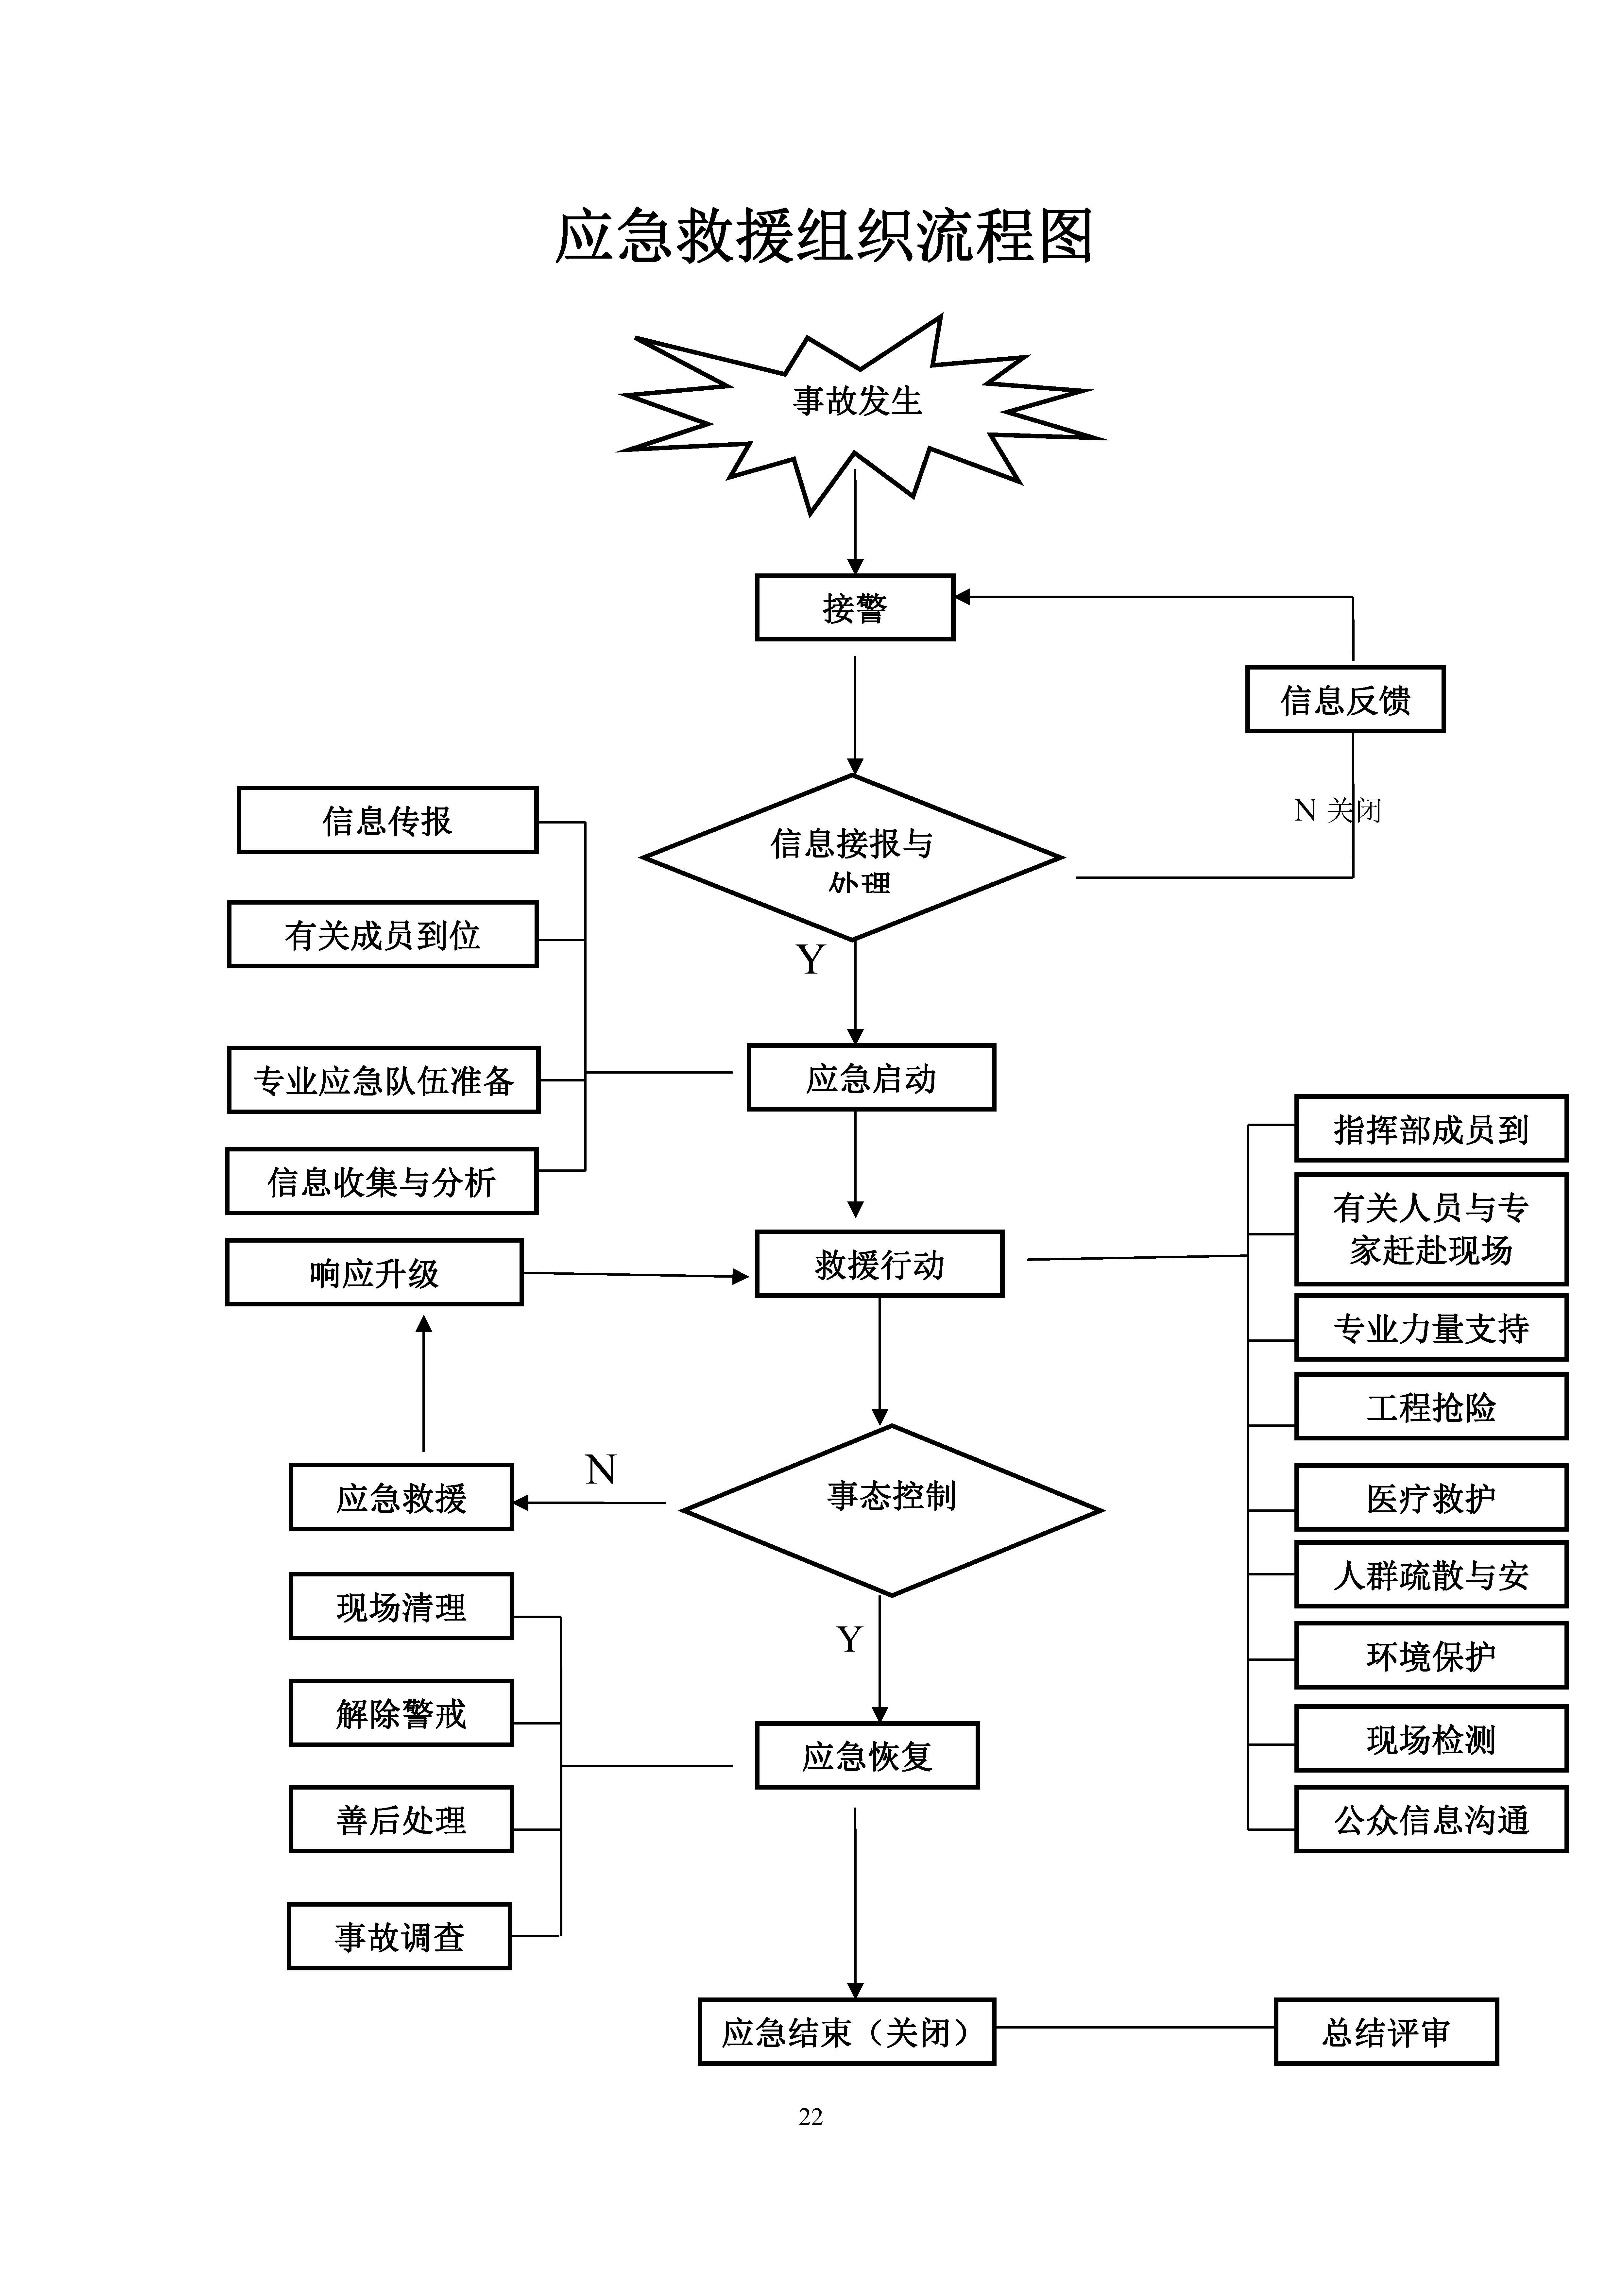 应急救援组织流程图
事故发生
接警
信息反馈
N 关闭
信息接报与
处理
信息传报
有关成员到位
Y
专业应急队伍准备
应急启动
信息收集与分析
指挥部成员到
有关人员与专
家赶赴现场
响应升级
救援行动
专业力量支持
工程抢险
N
应急救援
事态控制
医疗救护
人群疏散与安
现场清理
Y
环境保护
解除警戒
应急恢复
现场检测
善后处理
公众信息沟通
事故调查
应急结束（关闭）
总结评审
22